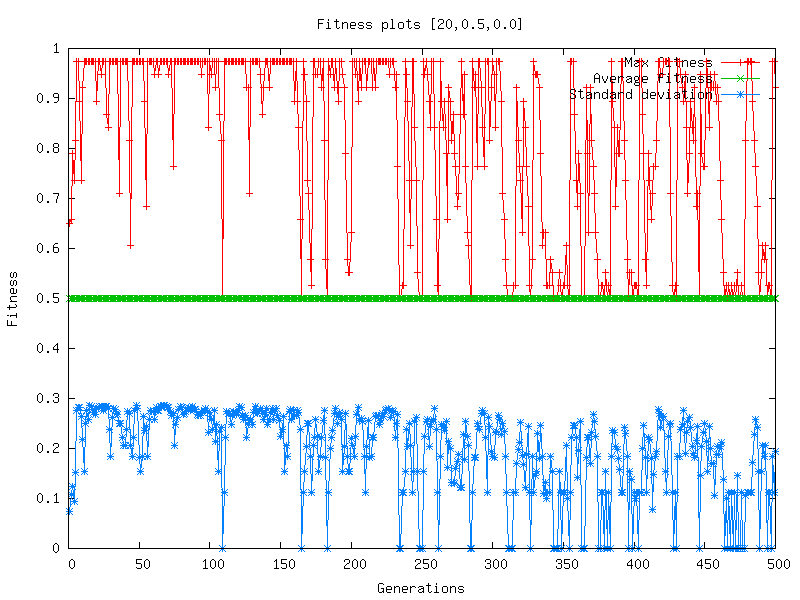 Fitness plots [20,0.5,0.0]
1
0.9
0.8
0.7
0.6
0.5
0.4
0.3
0.2
0.1
0
Fitness
Max Fitness
Average Fitness
Standard deviation
0 50 100 150 200 250 300 350 400 450 500
Generations